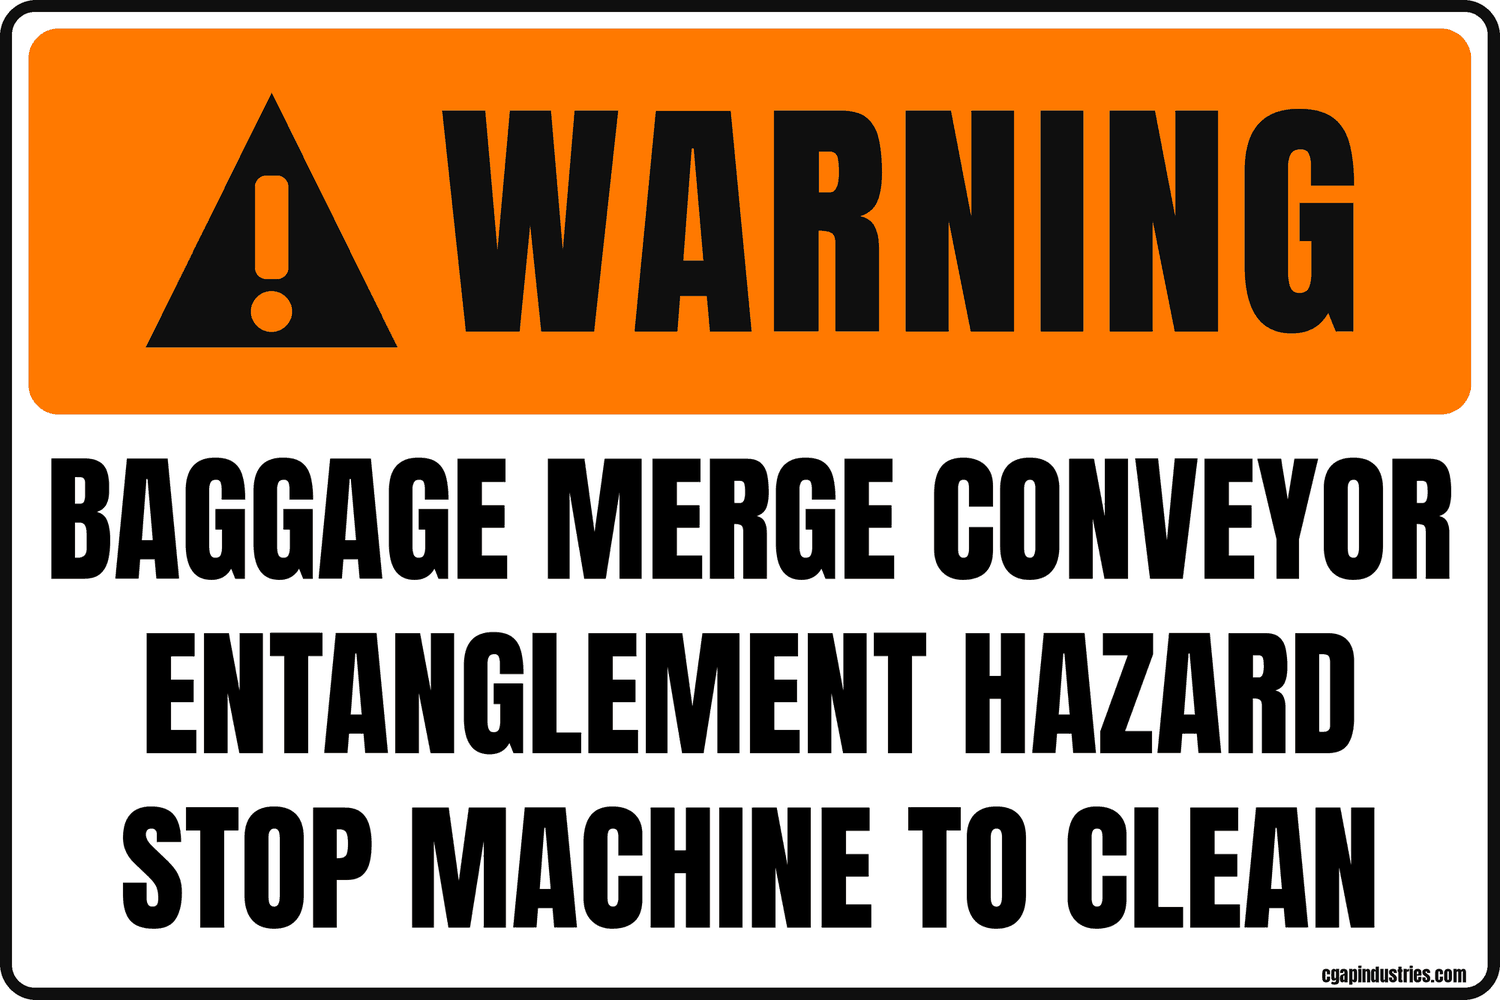 WARNING
BAGGAGE MERGE CONVEYOR
ENTANGLEMENT HAZARD
STOP MACHINE TO CLEAN
cgapindustries.com